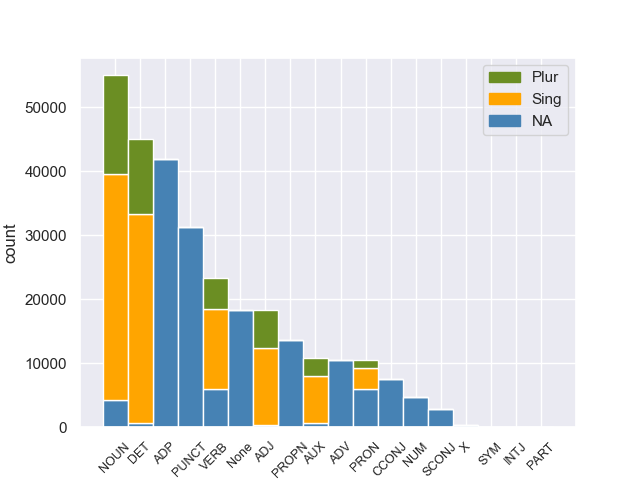 Plur
Sing
NA
count
50000
40000
30000
20000
10000
0
NOUN
DET
ADP
PUNCT
VERB
None
ADJ
PROPN
AUX
ADV
PRON
CCONJ
NUM
SCONJ
X
SYM
INTJ
PART